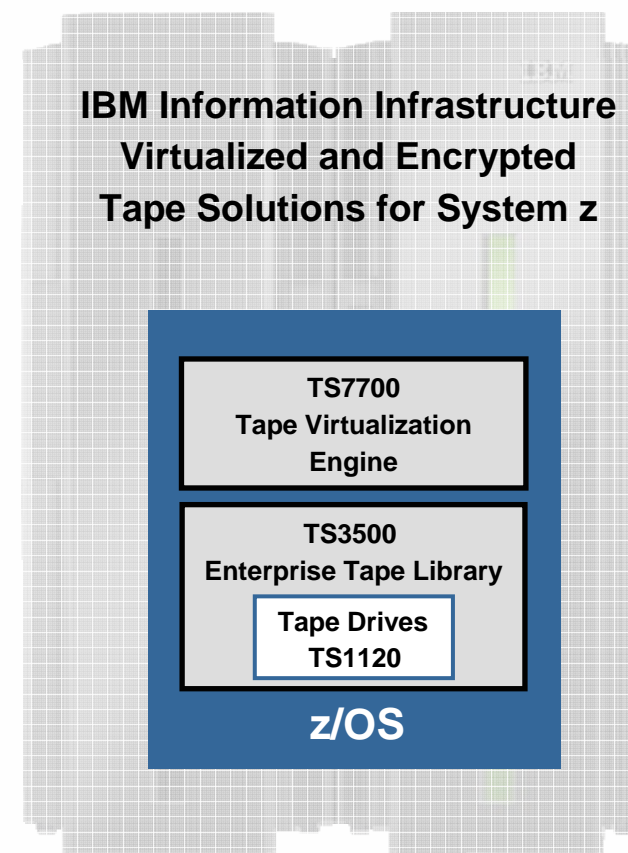 IBM Information Infrastructure
Virtualized and Encrypted
Tape Solutions for System z
TS7700
Tape Virtualization
Engine
TS3500
Enterprise Tape Library
Tape Drives
TS1120
z/OS